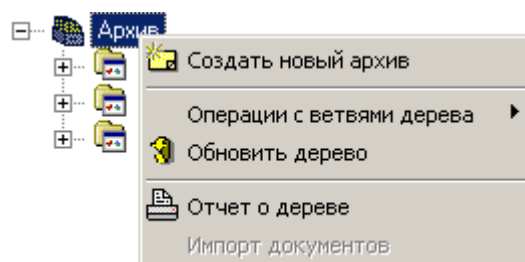 Архив
Создать новый архив
Операции с ветвями дерева
Обновить дерево
Отчет о дереве
Импорт документов